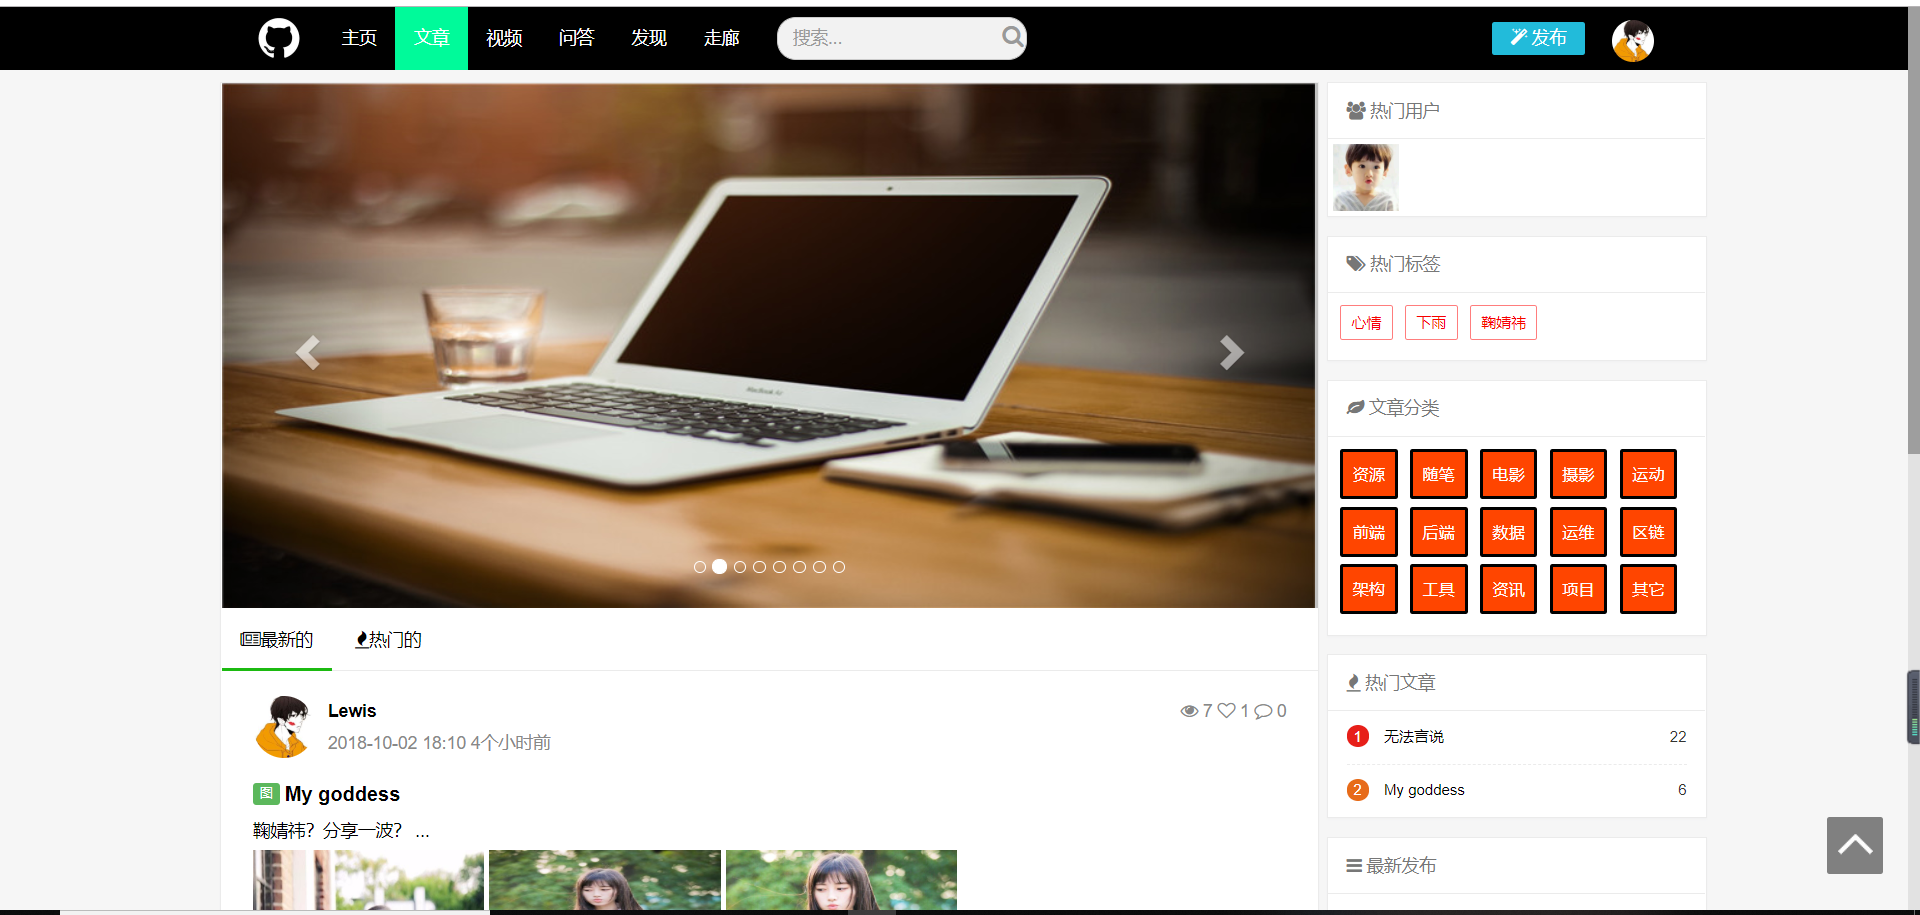 主页 文章 视频 问答 发现 走廊 搜索... 发布
热门用户
热门标签
心情 下雨 鞠婧祎
文章分类
资源 随笔 电影 摄影 运动
前端 后端 数据 运维 区链
架构 工具 资讯 项目 其它
最新的 热门的
Lewis 7 1 0
2018-10-02 18:10 4个小时前
图 My goddess
鞠婧祎？分享一波？ ...
热门文章
1 无法言说 22
2 My goddess 6
最新发布